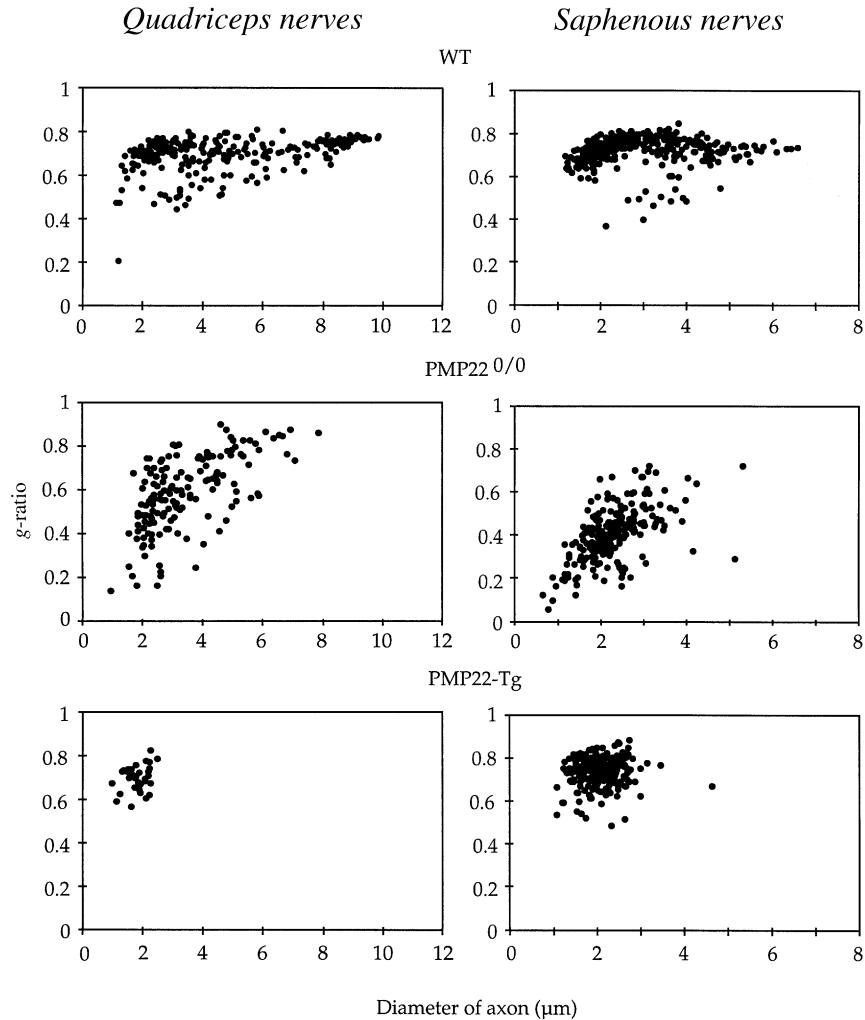 Quadriceps nerves Saphenous nerves
WT
1 1
0.8 0.8
0.6 0.6
0.4 0.4
0.2 0.2
0 0
0 2 4 6 8 10 12 0 2 4 6 8
PMP22 0/0
1 1
0.8 0.8
0.6 0.6
0.4 0.4
0.2 0.2
0 0
g-ratio
0 2 4 6 8 10 12 0 2 4 6 8
PMP22-Tg
1 1
0.8 0.8
0.6 0.6
0.4 0.4
0.2 0.2
0 0
0 2 4 6 8 10 12 0 2 4 6 8
Diameter of axon (µm)